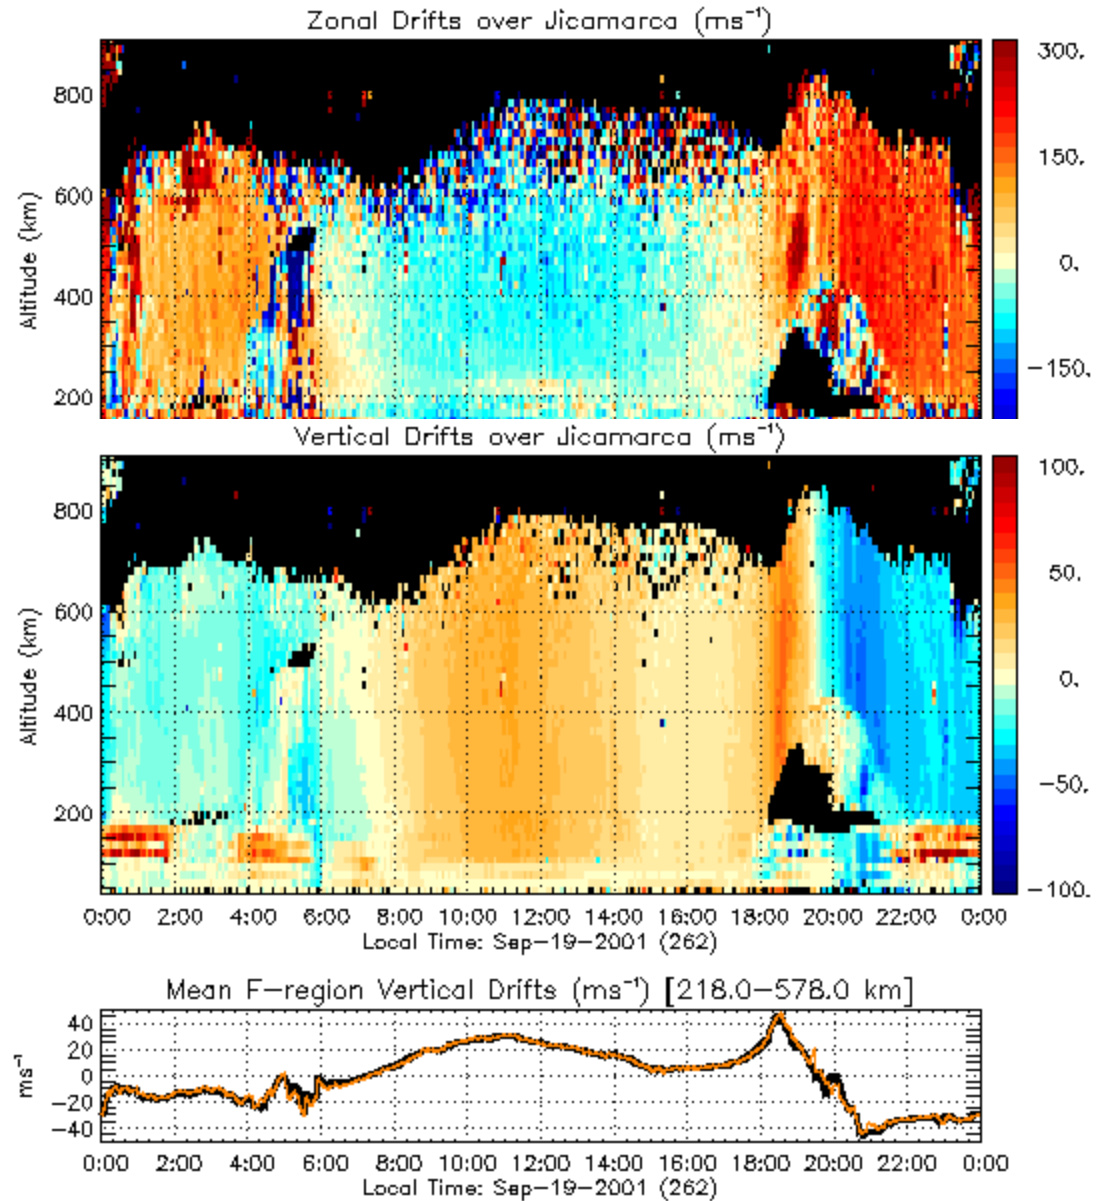 Zonal Drifts over Jicamarca (ms⁻¹)
Altitude (km)
800
600
400
200
300.
150.
0.
−150.
Vertical Drifts over Jicamarca (ms⁻¹)
Altitude (km)
800
600
400
200
100.
50.
0.
−50.
−100.
0:00 2:00 4:00 6:00 8:00 10:00 12:00 14:00 16:00 18:00 20:00 22:00 0:00
Local Time: Sep−19−2001 (262)
Mean F−region Vertical Drifts (ms⁻¹) [218.0−578.0 km]
ms⁻¹
40
20
0
−20
−40
0:00 2:00 4:00 6:00 8:00 10:00 12:00 14:00 16:00 18:00 20:00 22:00 0:00
Local Time: Sep−19−2001 (262)